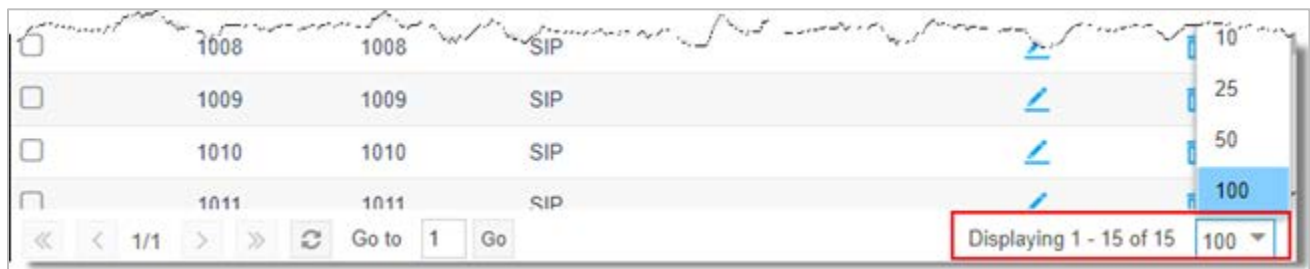 1008 1008 SIP 10
1009 1009 SIP 25
1010 1010 SIP 50
1011 1011 SIP 100
« < 1/1 > » Go to 1 Go Displaying 1 - 15 of 15 100